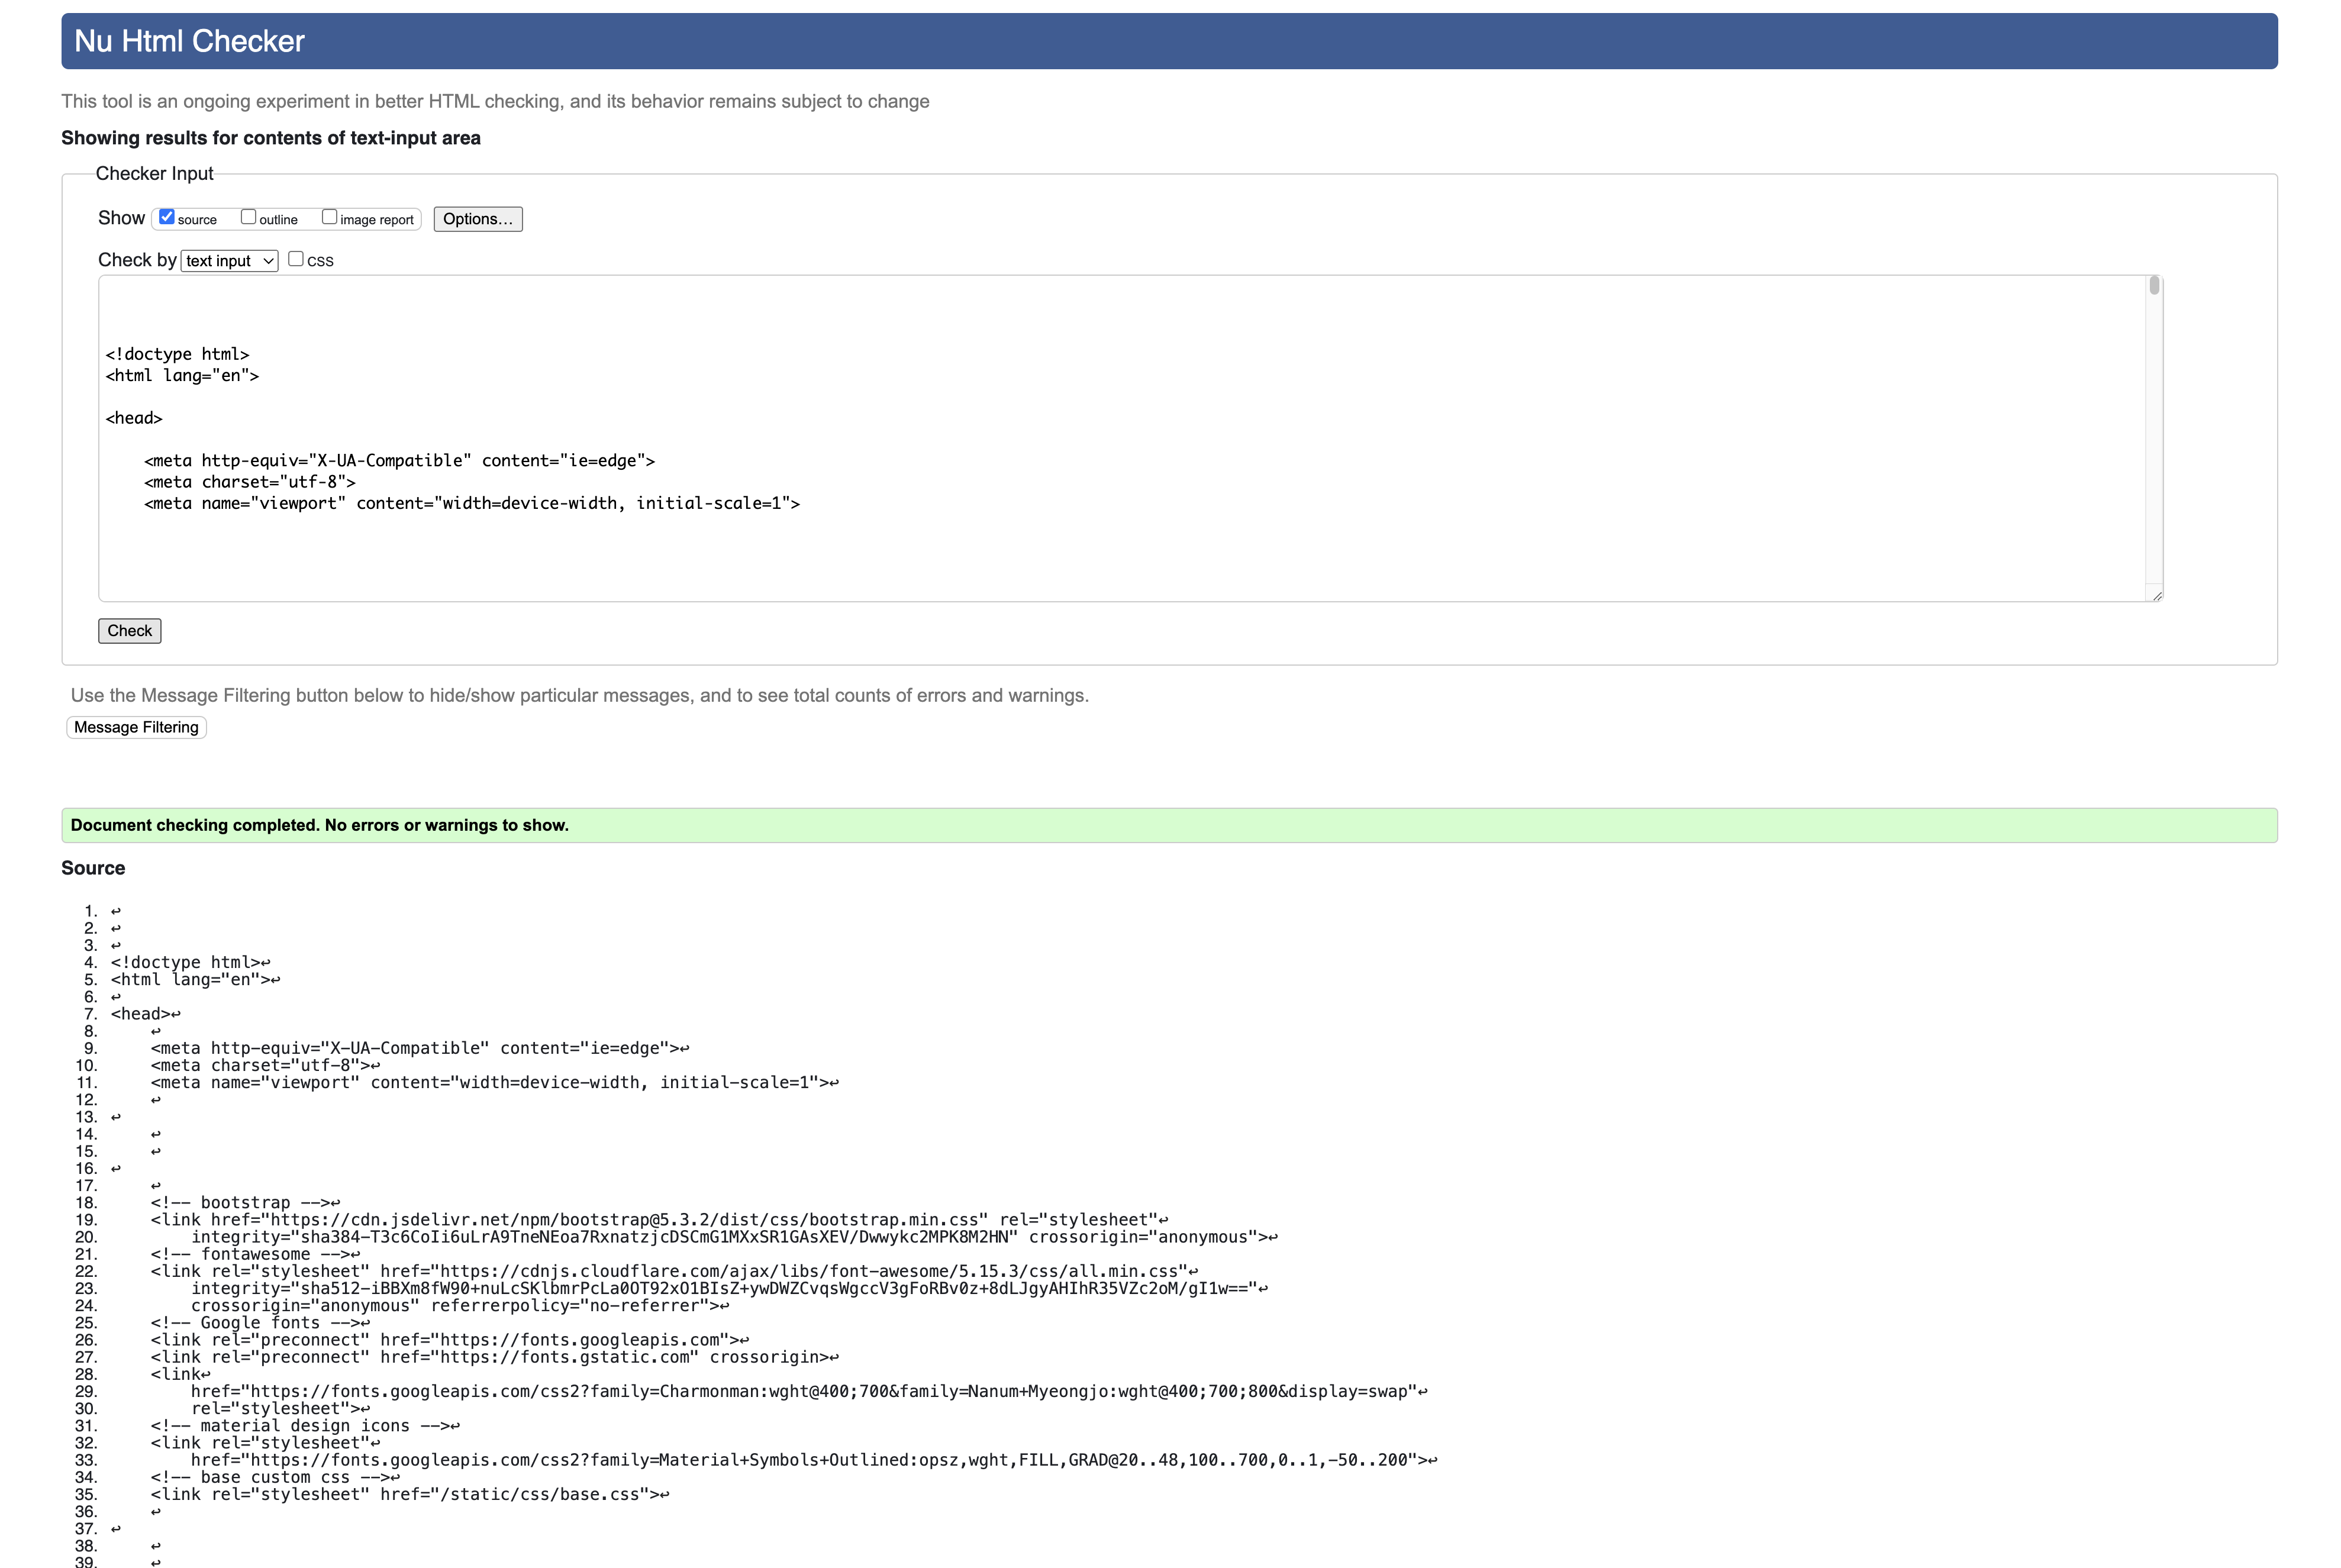 Nu Html Checker
This tool is an ongoing experiment in better HTML checking, and its behavior remains subject to change
Showing results for contents of text-input area
Checker Input
Show source outline image report Options...
Check by text input CSS
<!doctype html>
<html lang="en">
<head>
<meta http-equiv="X-UA-Compatible" content="ie=edge">
<meta charset="utf-8">
<meta name="viewport" content="width=device-width, initial-scale=1">
Check
Use the Message Filtering button below to hide/show particular messages, and to see total counts of errors and warnings.
Message Filtering
Document checking completed. No errors or warnings to show.
Source
1. ↩
2. ↩
3. ↩
4. <!doctype html>↩
5. <html lang="en">↩
6. ↩
7. <head>↩
8. ↩
9. <meta http-equiv="X-UA-Compatible" content="ie=edge">↩
10. <meta charset="utf-8">↩
11. <meta name="viewport" content="width=device-width, initial-scale=1">↩
12. ↩
13. ↩
14. ↩
15. ↩
16. ↩
17. ↩
18. <!-- bootstrap -->↩
19. <link href="https://cdn.jsdelivr.net/npm/bootstrap@5.3.2/dist/css/bootstrap.min.css" rel="stylesheet"↩
20. integrity="sha384-T3c6CoIi6uLrA9TneNEoa7RxnatzjcDSCmG1MXxSR1GAsXEV/Dwwykc2MPK8M2HN" crossorigin="anonymous">↩
21. <!-- fontawesome -->↩
22. <link rel="stylesheet" href="https://cdnjs.cloudflare.com/ajax/libs/font-awesome/5.15.3/css/all.min.css"↩
23. integrity="sha512-iBBXm8fW90+nuLcSKlbmrPcLa0OT92xO1BIsZ+ywDWZCvqsWgccV3gFoRBv0z+8dLJgyAHIhR35VZc2oM/gI1w=="↩
24. crossorigin="anonymous" referrerpolicy="no-referrer">↩
25. <!-- Google fonts -->↩
26. <link rel="preconnect" href="https://fonts.googleapis.com">↩
27. <link rel="preconnect" href="https://fonts.gstatic.com" crossorigin>↩
28. <link↩
29. href="https://fonts.googleapis.com/css2?family=Charmonman:wght@400;700&family=Nanum+Myeongjo:wght@400;700;800&display=swap"↩
30. rel="stylesheet">↩
31. <!-- material design icons -->↩
32. <link rel="stylesheet"↩
33. href="https://fonts.googleapis.com/css2?family=Material+Symbols+Outlined:opsz,wght,FILL,GRAD@20..48,100..700,0..1,-50..200">↩
34. <!-- base custom css -->↩
35. <link rel="stylesheet" href="/static/css/base.css">↩
36. ↩
37. ↩
38. ↩
39. ↩